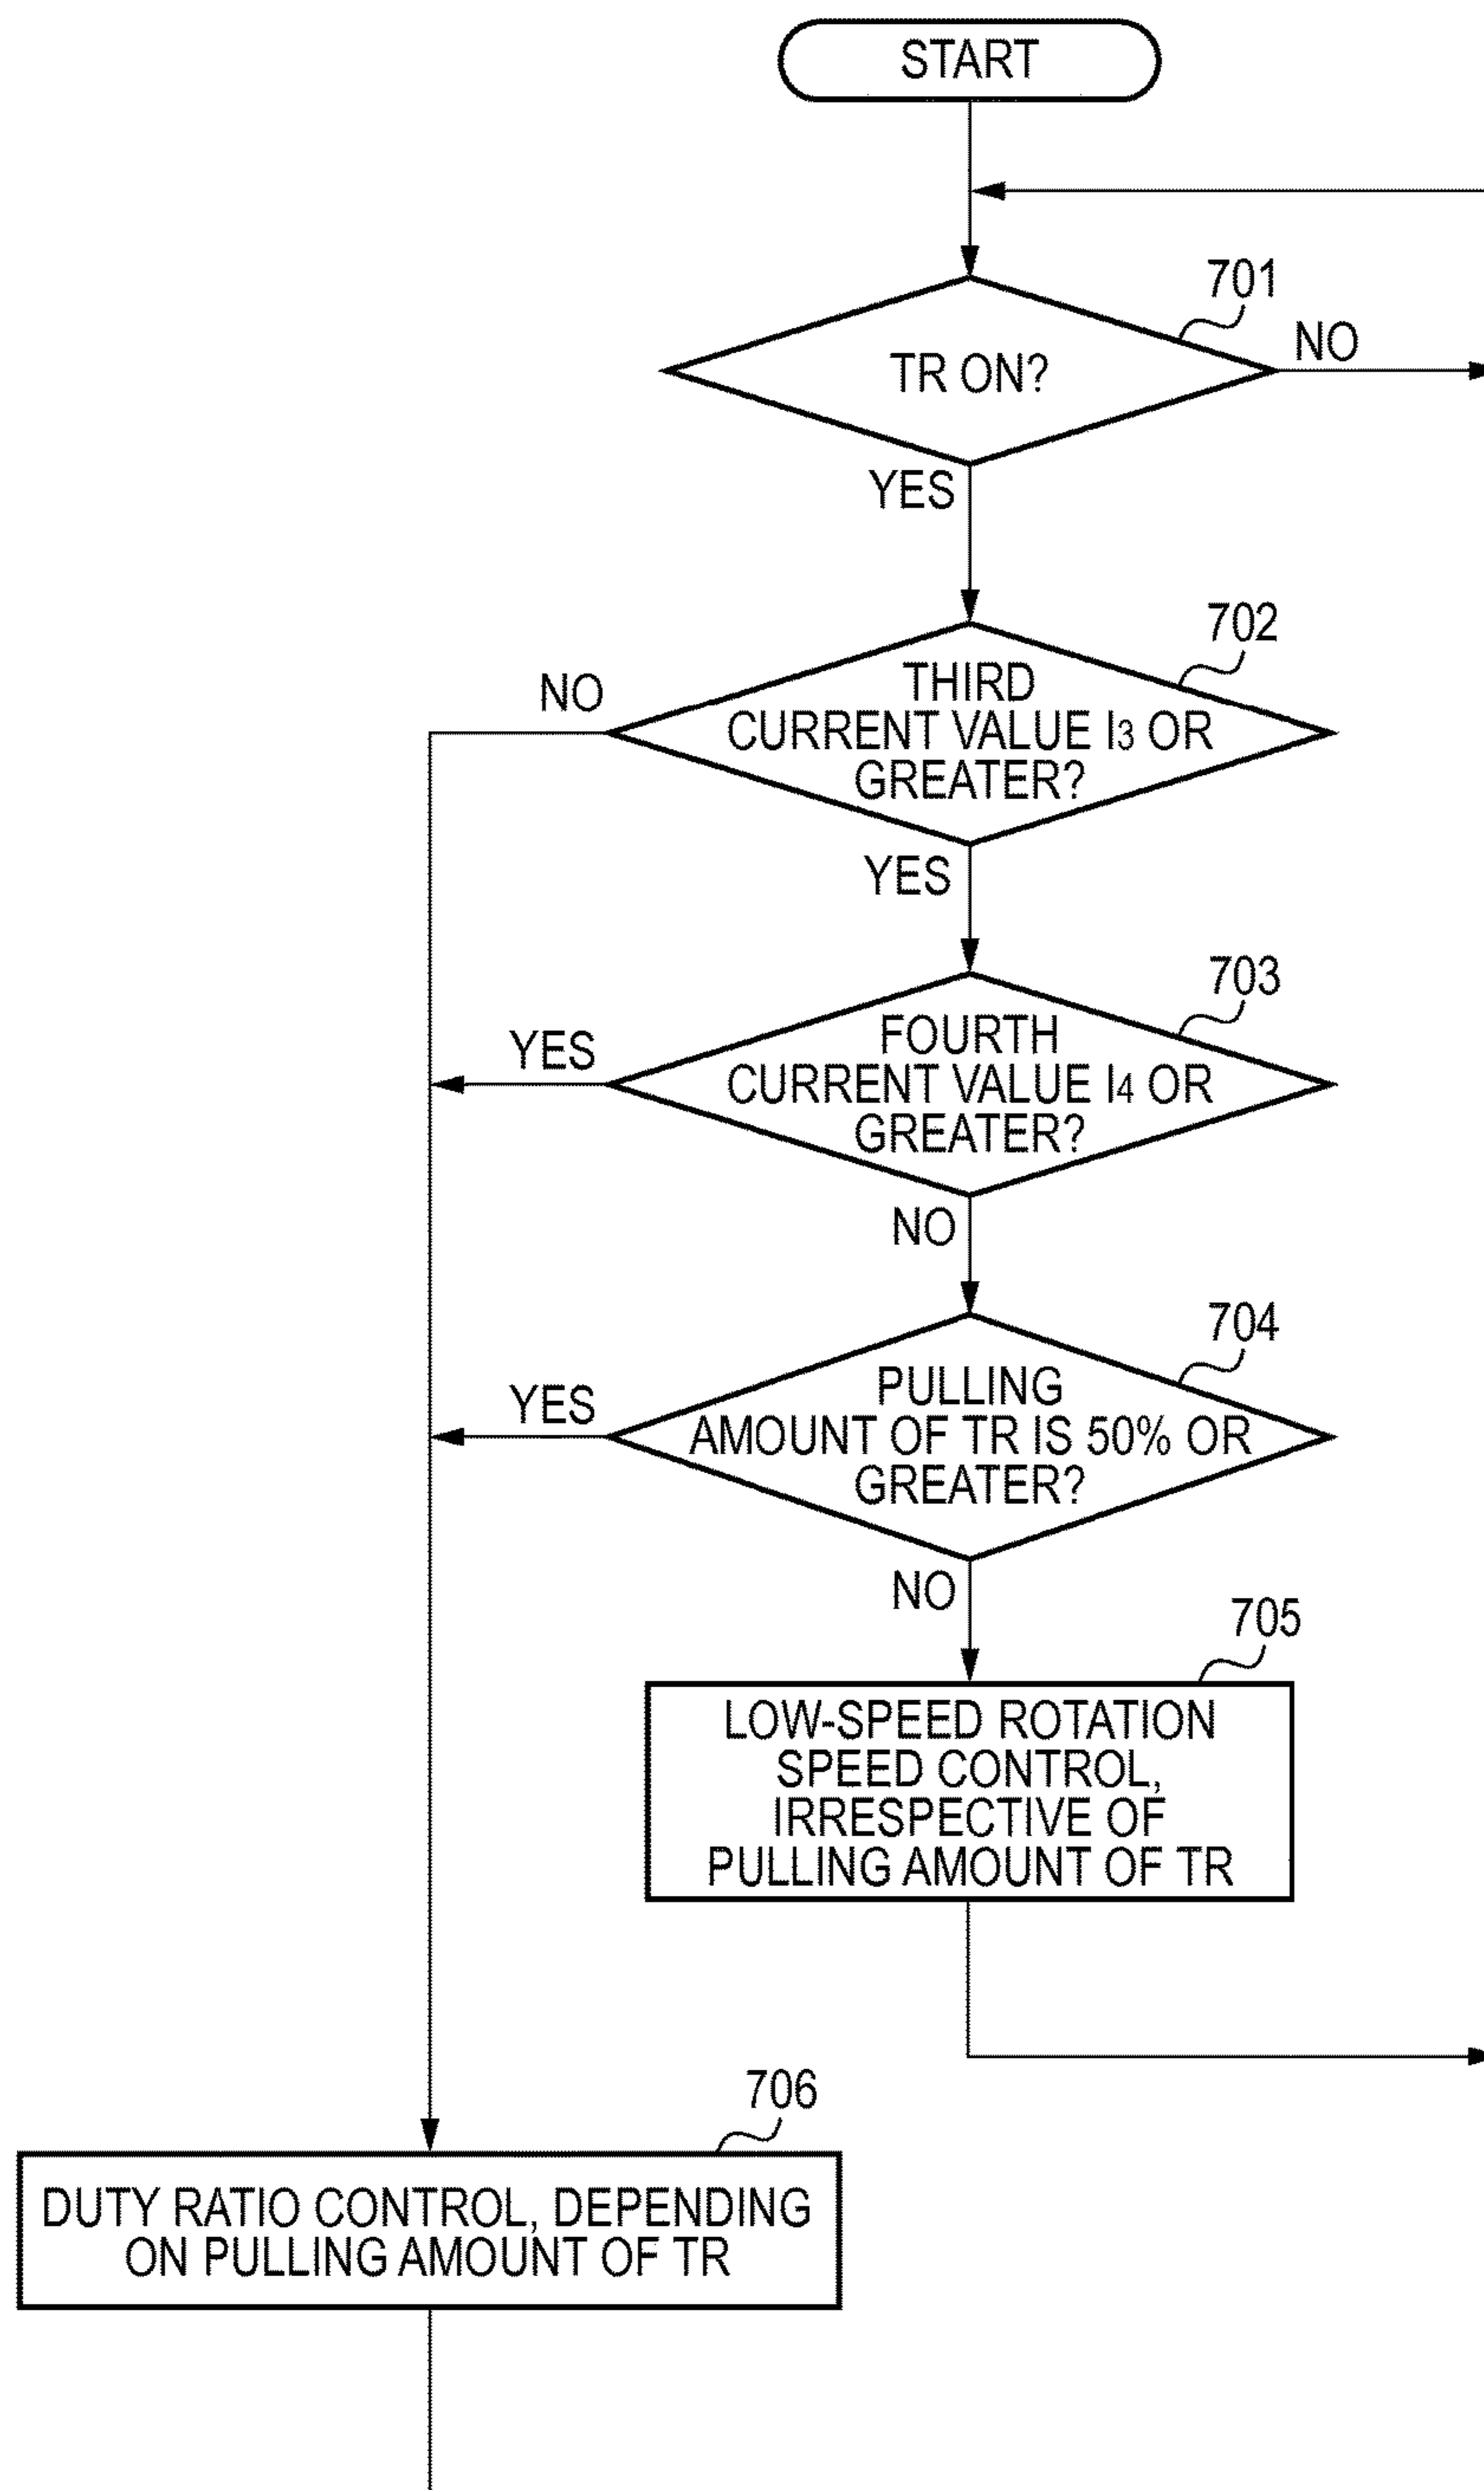 START
701
TR ON?
NO
YES
702
NO
THIRD
CURRENT VALUE I3 OR
GREATER?
YES
703
YES
FOURTH
CURRENT VALUE I4 OR
GREATER?
NO
704
YES
PULLING
AMOUNT OF TR IS 50% OR
GREATER?
NO
705
LOW-SPEED ROTATION
SPEED CONTROL,
IRRESPECTIVE OF
PULLING AMOUNT OF TR
706
DUTY RATIO CONTROL, DEPENDING
ON PULLING AMOUNT OF TR